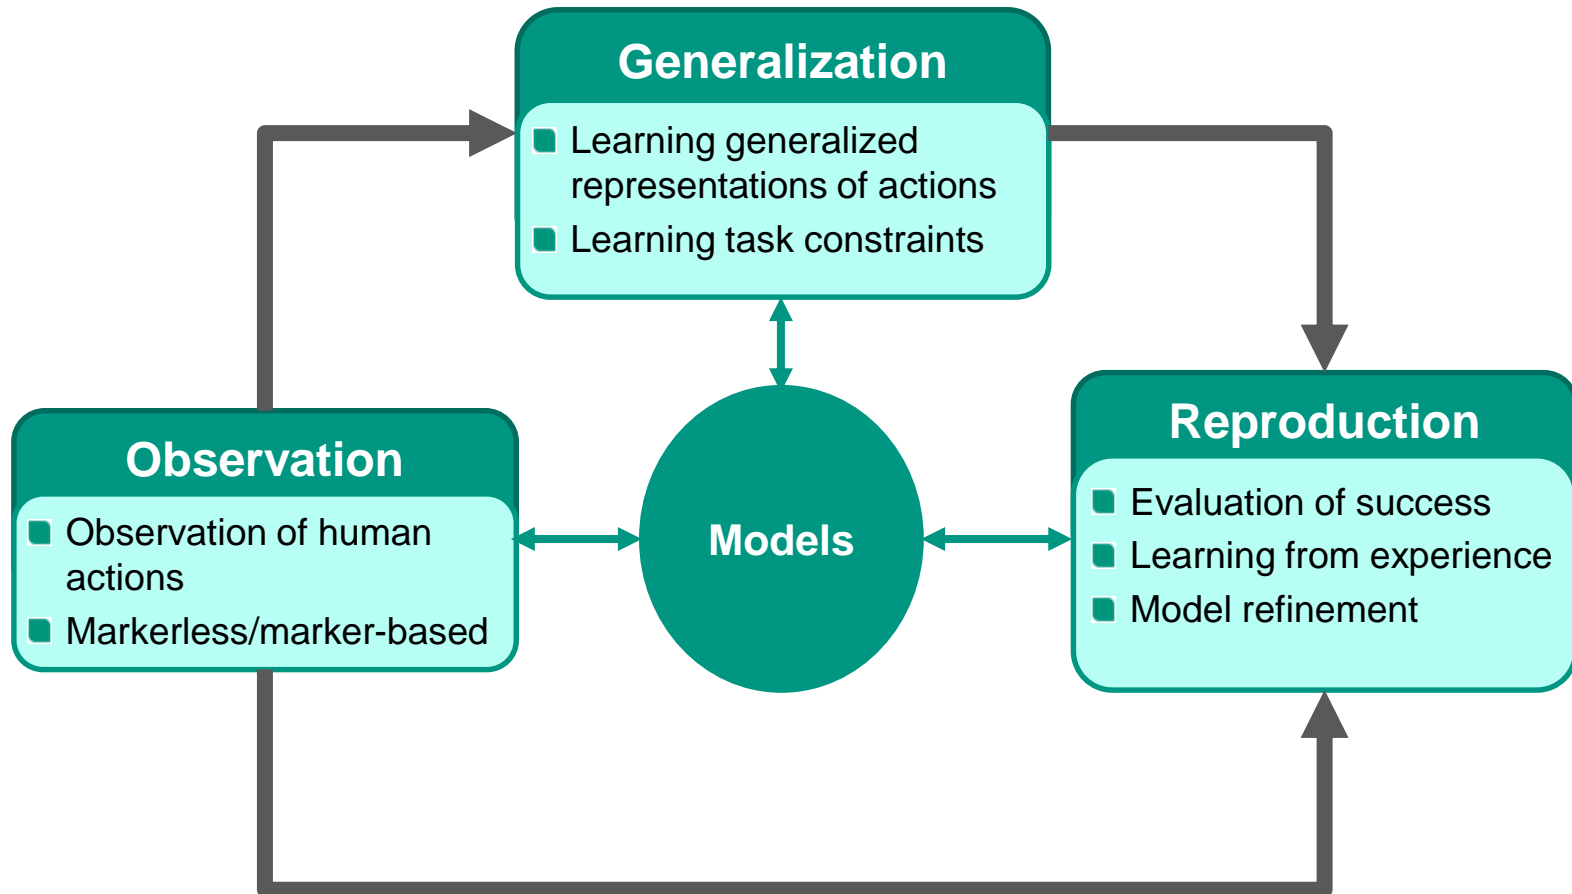 Generalization
Learning generalized
representations of actions
Learning task constraints
Observation
Observation of human
actions
Markerless/marker-based
Models
Reproduction
Evaluation of success
Learning from experience
Model refinement